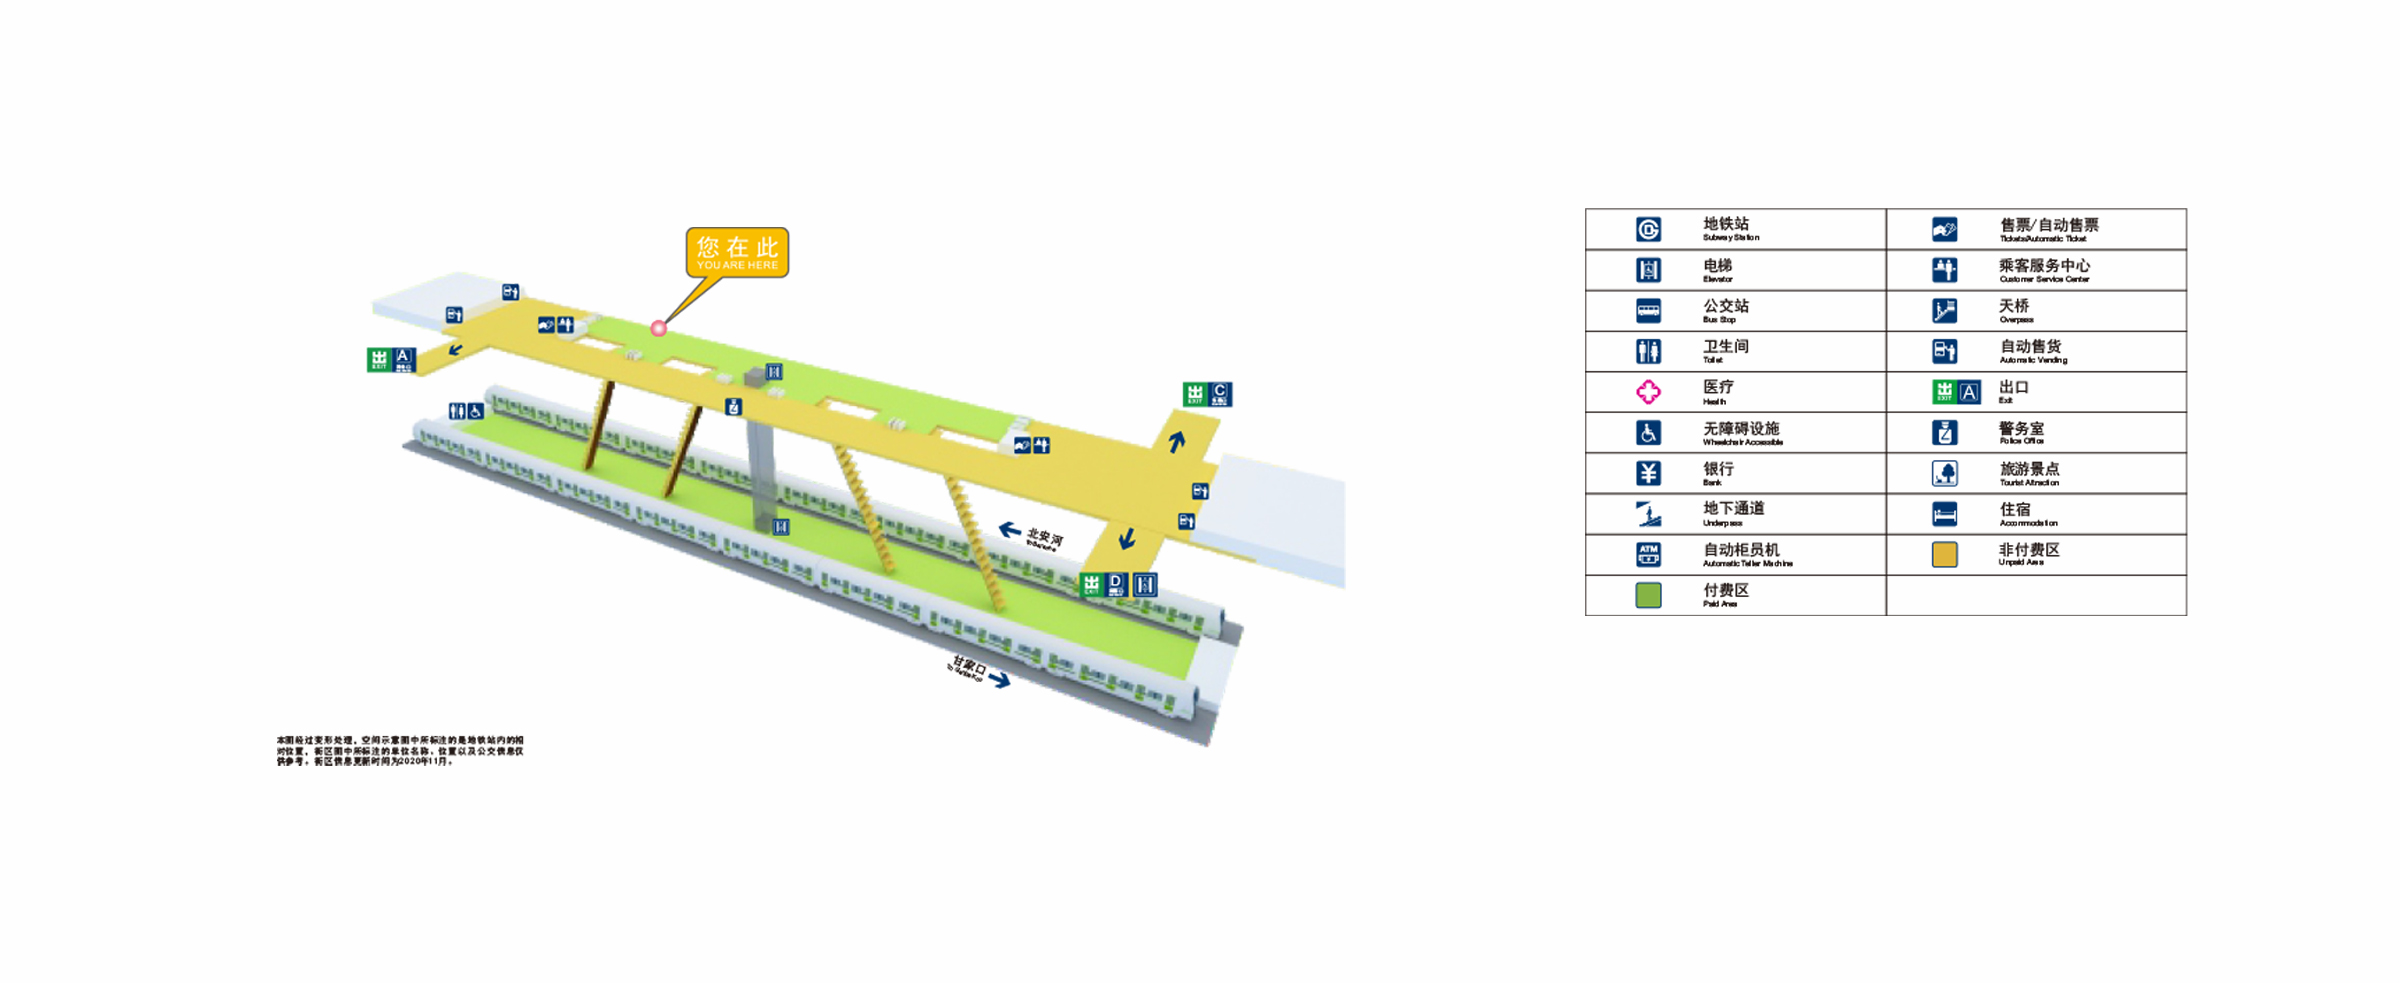 您在此
YOU ARE HERE
出 EXIT A
出 EXIT C
北安河
出 EXIT D
甘家口
本图经过变形处理，空间示意图中所标注的是地铁站内的相
对位置，街区图中所标注的单位名称、位置以及公交信息仅
供参考。街区信息更新时间为2020年11月。
地铁站
Subway Station
售票/自动售票
Tickets/Automatic Ticket
电梯
Elevator
乘客服务中心
Customer Service Center
公交站
Bus Stop
天桥
Overpass
卫生间
Toilet
自动售货
Automatic Vending
医疗
Health
出 EXIT A
出口
Exit
无障碍设施
Wheelchair Accessible
警务室
Police Office
¥
银行
Bank
旅游景点
Tourist Attraction
地下通道
Underpass
住宿
Accommodation
ATM
自动柜员机
Automatic Teller Machine
非付费区
Unpaid Area
付费区
Paid Area